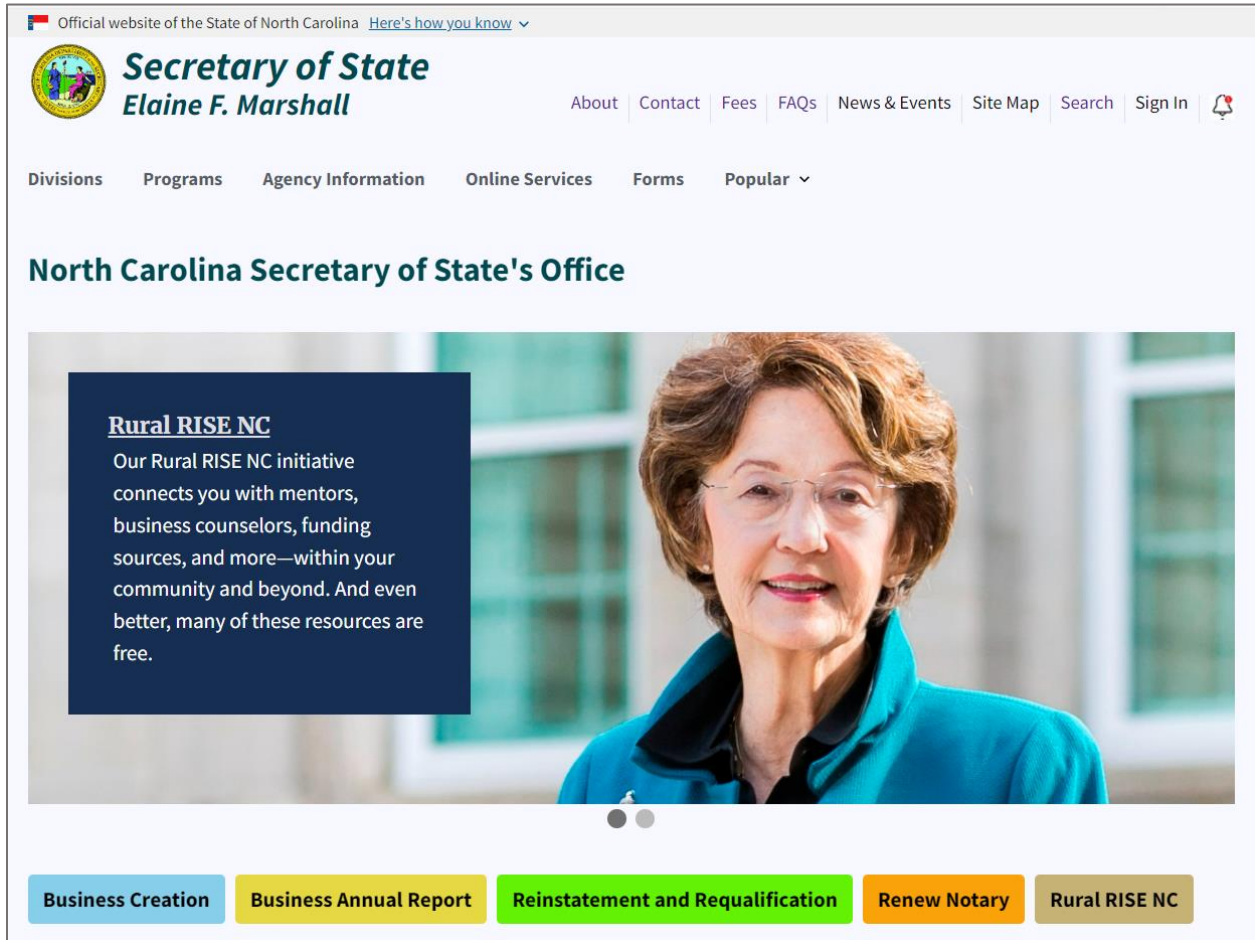 Official website of the State of North Carolina Here's how you know
Secretary of State
Elaine F. Marshall
About Contact Fees FAQs News & Events Site Map Search Sign In
Divisions Programs Agency Information Online Services Forms Popular
North Carolina Secretary of State's Office
Rural RISE NC
Our Rural RISE NC initiative
connects you with mentors,
business counselors, funding
sources, and more—within your
community and beyond. And even
better, many of these resources are
free.
Business Creation Business Annual Report Reinstatement and Requalification Renew Notary Rural RISE NC